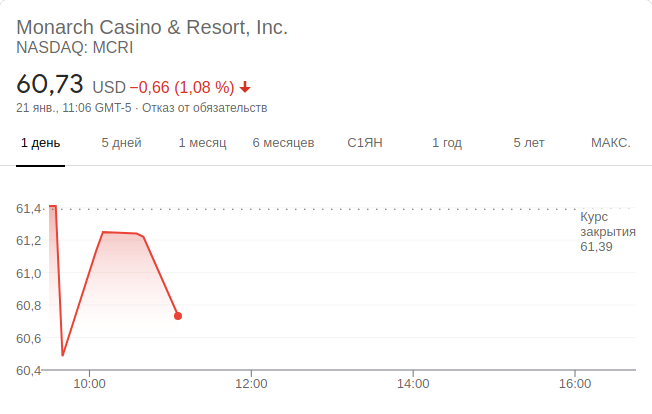 Monarch Casino & Resort, Inc.
NASDAQ: MCRI
60,73 USD −0,66 (1,08 %)
21 янв., 11:06 GMT-5 · Отказ от обязательств
1 день 5 дней 1 месяц 6 месяцев С1ЯН 1 год 5 лет МАКС.
61,4
61,2
61,0
60,8
60,6
60,4
Курс
закрытия
61,39
10:00 12:00 14:00 16:00